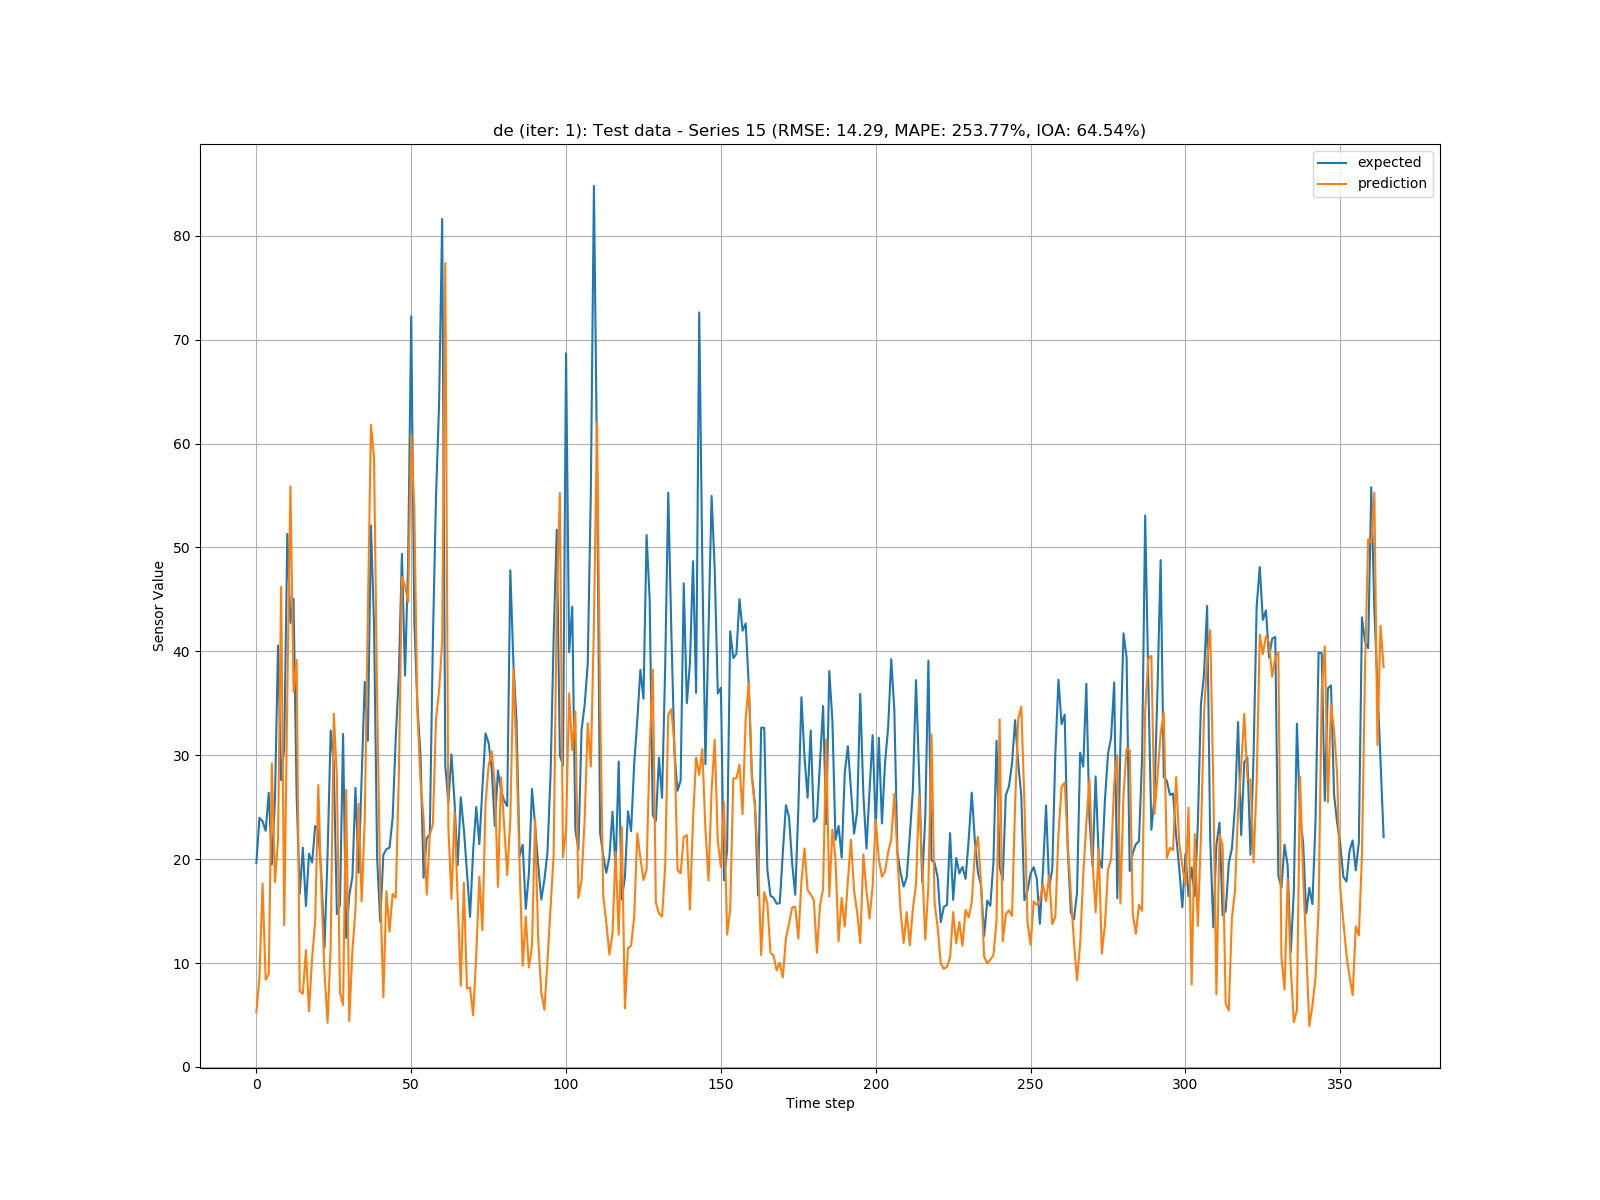 de (iter: 1): Test data - Series 15 (RMSE: 14.29, MAPE: 253.77%, IOA: 64.54%)
expected
prediction
80
70
60
50
40
30
20
10
0
Sensor Value
0 50 100 150 200 250 300 350
Time step